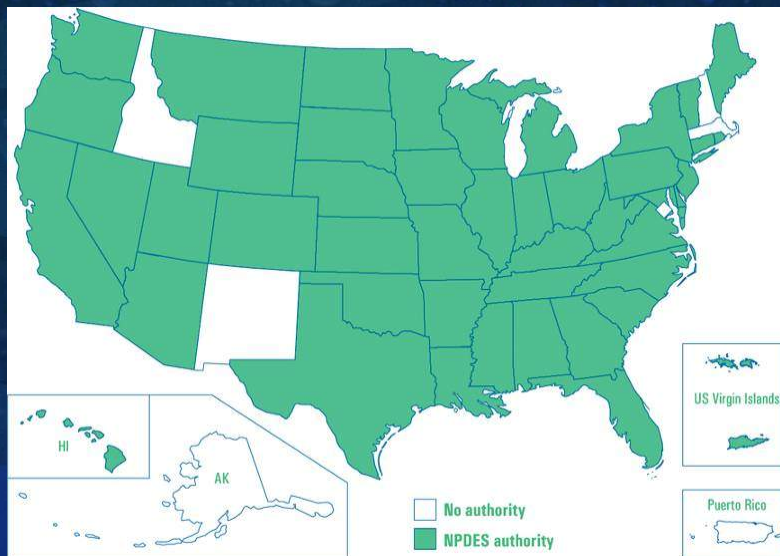 US Virgin Islands
HI
AK
Puerto Rico
No authority
NPDES authority